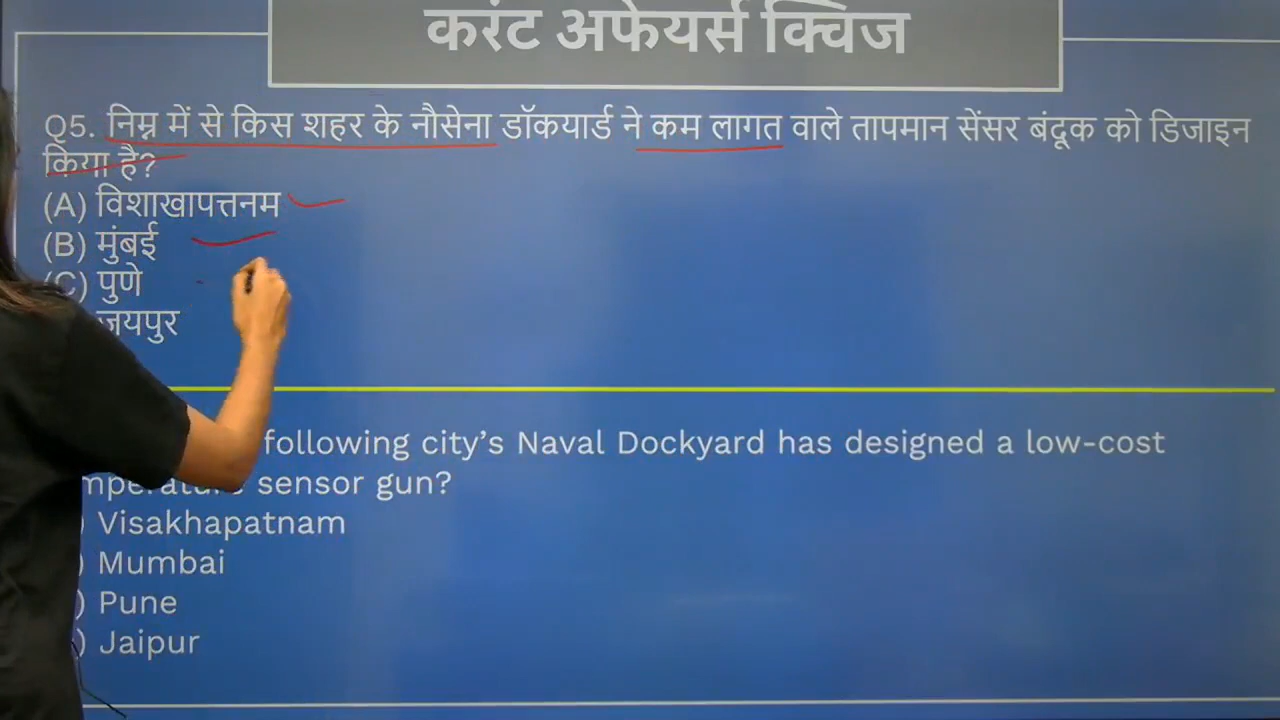 करंट अफेयर्स क्विज
Q5. निम्न में से किस शहर के नौसेना डॉकयार्ड ने कम लागत वाले तापमान सेंसर बंदूक को डिजाइन
किया है?
(A) विशाखापत्तनम
(B) मुंबई
(C) पुणे
जयपुर
following city's Naval Dockyard has designed a low-cost
sensor gun?
) Visakhapatnam
) Mumbai
) Pune
) Jaipur